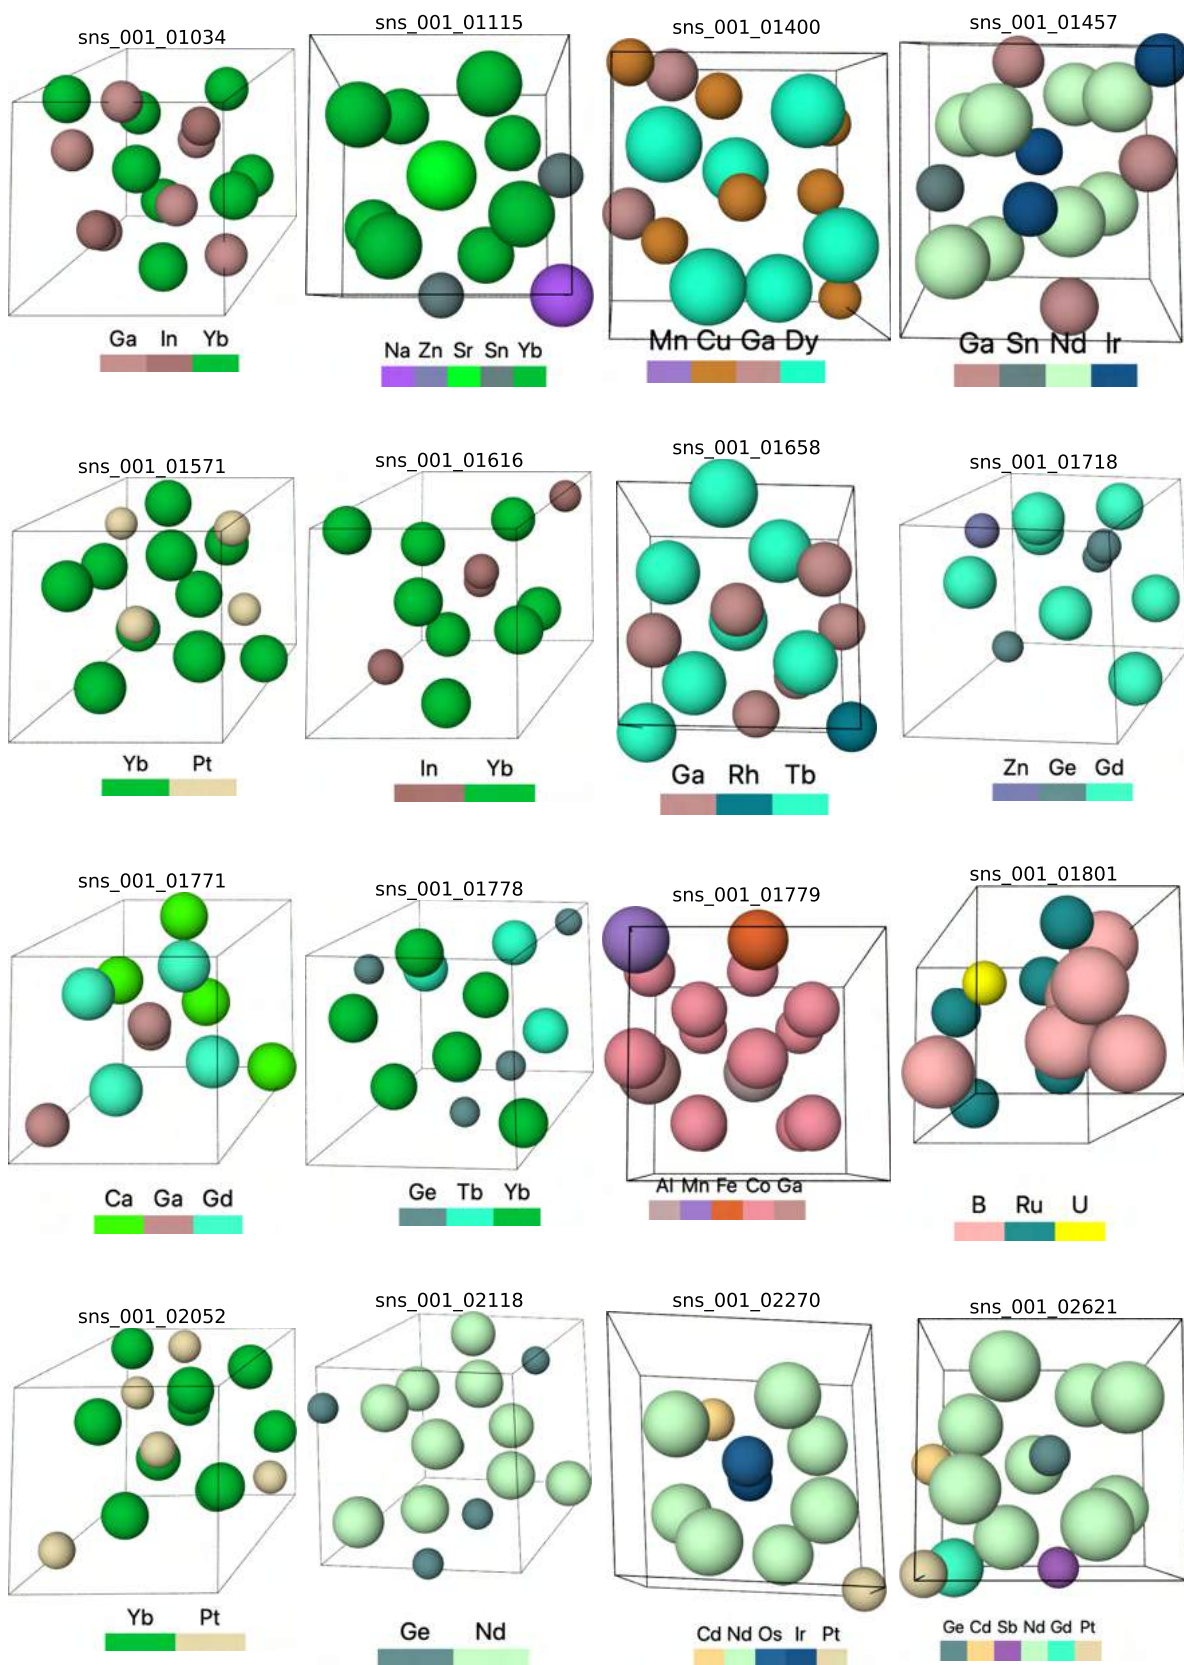 sns_001_01034
sns_001_01115
sns_001_01400
sns_001_01457
Ga In Yb
Na Zn Sr Sn Yb
Mn Cu Ga Dy
Ga Sn Nd Ir
sns_001_01571
sns_001_01616
sns_001_01658
sns_001_01718
Yb Pt
In Yb
Ga Rh Tb
Zn Ge Gd
sns_001_01771
sns_001_01778
sns_001_01779
sns_001_01801
Ca Ga Gd
Ge Tb Yb
Al Mn Fe Co Ga
B Ru U
sns_001_02052
sns_001_02118
sns_001_02270
sns_001_02621
Yb Pt
Ge Nd
Cd Nd Os Ir Pt
Ge Cd Sb Nd Gd Pt